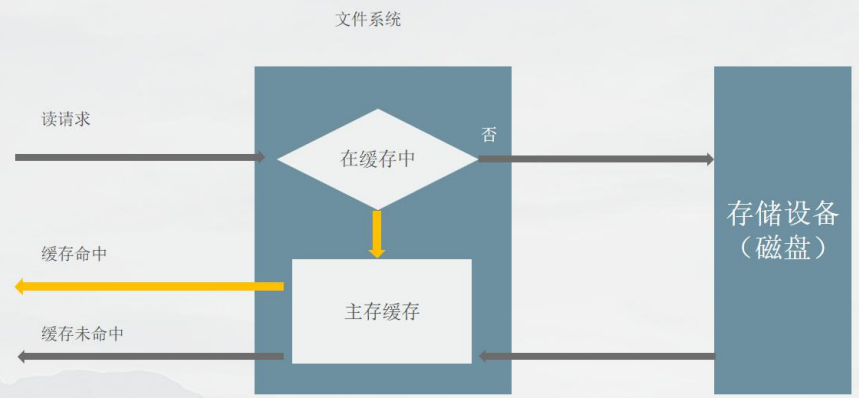 文件系统
读请求
在缓存中
否
存储设备
（磁盘）
缓存命中
主存缓存
缓存未命中